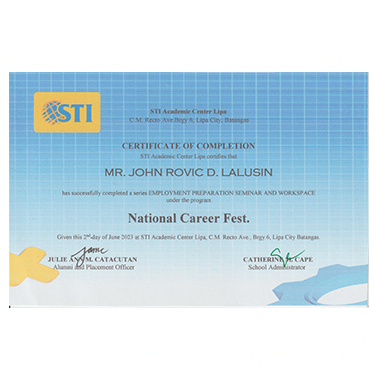 STI
STI Academic Center Lipa
C.M. Recto Ave. Brgy 6, Lipa City, Batangas
CERTIFICATE OF COMPLETION
STI Academic Center Lipa certifies that
MR. JOHN ROVIC D. LALUSIN
has successfully completed a series EMPLOYMENT PREPARATION SEMINAR AND WORKSPACE
under the program
National Career Fest.
Given this 2nd day of June 2023 at STI Academic Center Lipa, C.M. Recto Ave., Brgy 6, Lipa City Batangas.
JULIE ANN M. CATACUTAN
Alumni and Placement Officer
CATHERINE CAPE
School Administrator